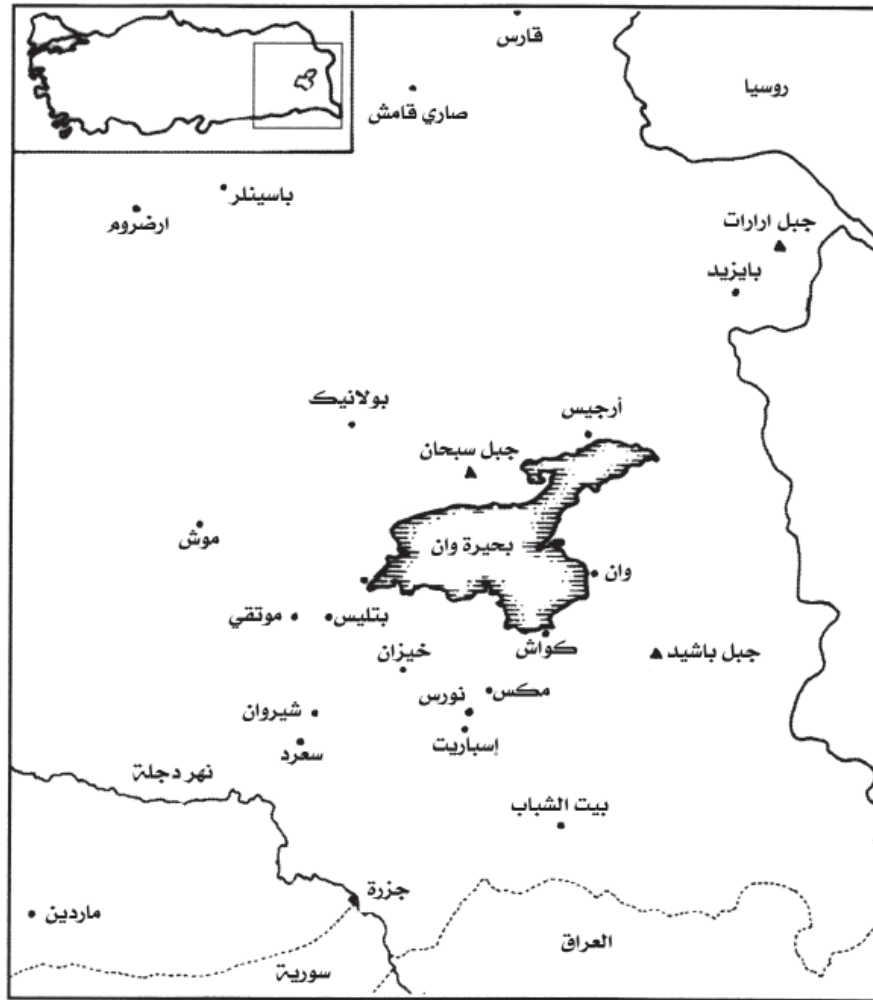 قارس
روسيا
صاري قامش
باسينلر
ارضروم
جبل ارارات
بايزيد
بولانيك
أرجيس
جبل سبحان
موش
بحيرة وان
وان
موتقي
بتليس
كواش
جبل باشيد
خيزان
مكس
نورس
شيروان
إسباريت
سعرد
نهر دجلة
بيت الشباب
جزرة
ماردين
العراق
سورية